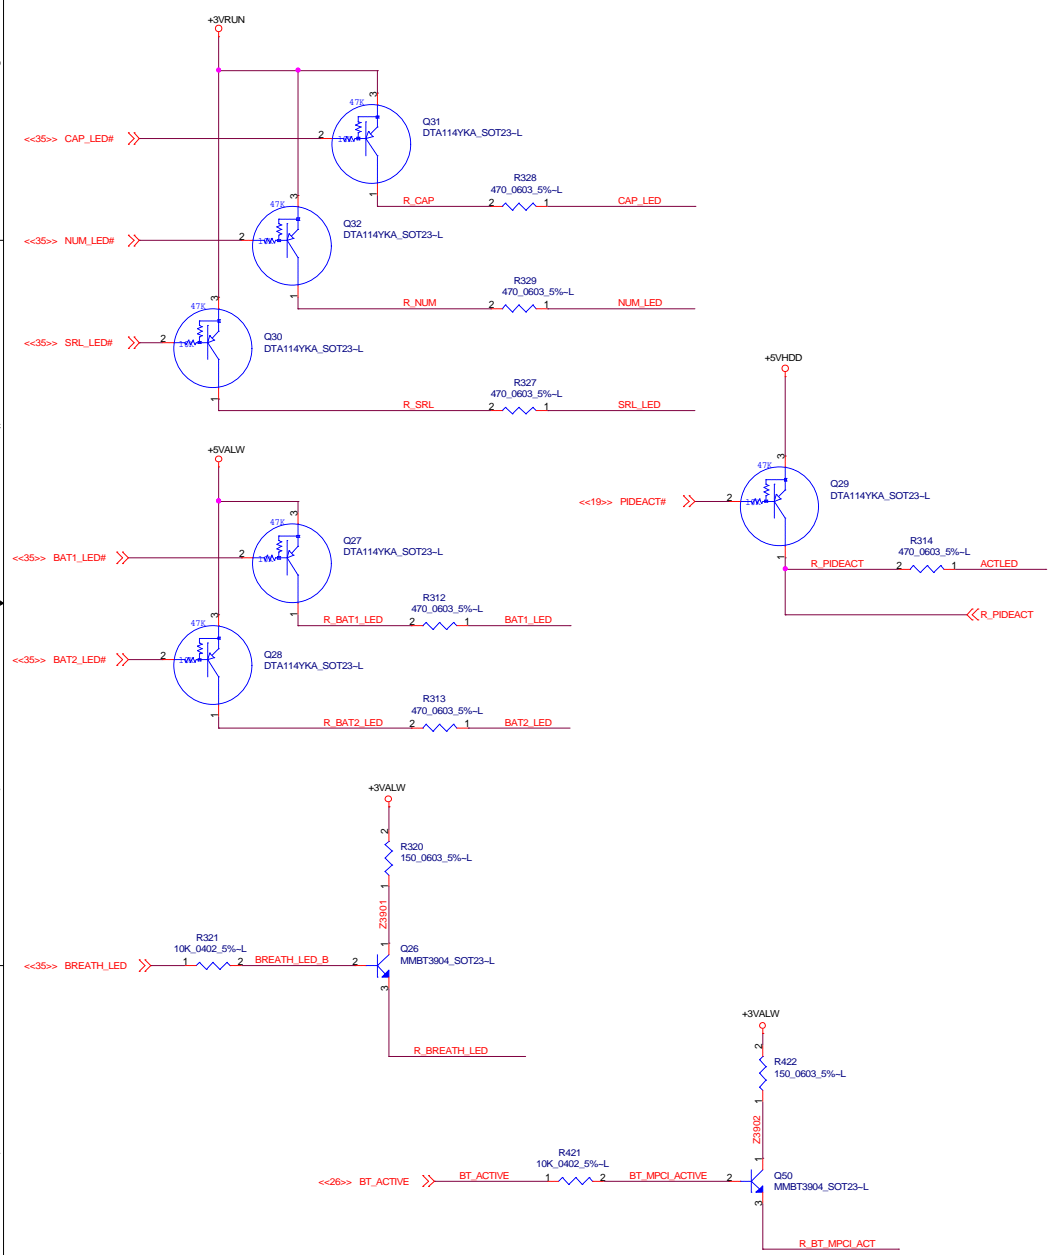 +3VRUN
3
47K
Q31
DTA114YKA_SOT23-L
<<35>> CAP_LED#
2
1
R328
470_0603_5%-L
R_CAP
2
1
CAP_LED
3
47K
Q32
DTA114YKA_SOT23-L
<<35>> NUM_LED#
2
1
R329
470_0603_5%-L
R_NUM
2
1
NUM_LED
3
47K
Q30
DTA114YKA_SOT23-L
<<35>> SRL_LED#
2
1
R327
470_0603_5%-L
R_SRL
2
1
SRL_LED
+5VHDD
3
47K
Q29
DTA114YKA_SOT23-L
<<19>> PIDEACT#
2
1
R314
470_0603_5%-L
R_PIDEACT
2
1
ACTLED
R_PIDEACT
+5VALW
3
47K
Q27
DTA114YKA_SOT23-L
<<35>> BAT1_LED#
2
1
R312
470_0603_5%-L
R_BAT1_LED
2
1
BAT1_LED
3
47K
Q28
DTA114YKA_SOT23-L
<<35>> BAT2_LED#
2
1
R313
470_0603_5%-L
R_BAT2_LED
2
1
BAT2_LED
+3VALW
2
R320
150_0603_5%-L
1
Z3901
R321
10K_0402_5%-L
<<35>> BREATH_LED
1
2
BREATH_LED_B
2
1
Q26
MMBT3904_SOT23-L
3
R_BREATH_LED
+3VALW
2
R422
150_0603_5%-L
1
Z3902
R421
10K_0402_5%-L
<<26>> BT_ACTIVE
BT_ACTIVE
1
2
BT_MPCI_ACTIVE
2
1
Q50
MMBT3904_SOT23-L
3
R_BT_MPCI_ACT